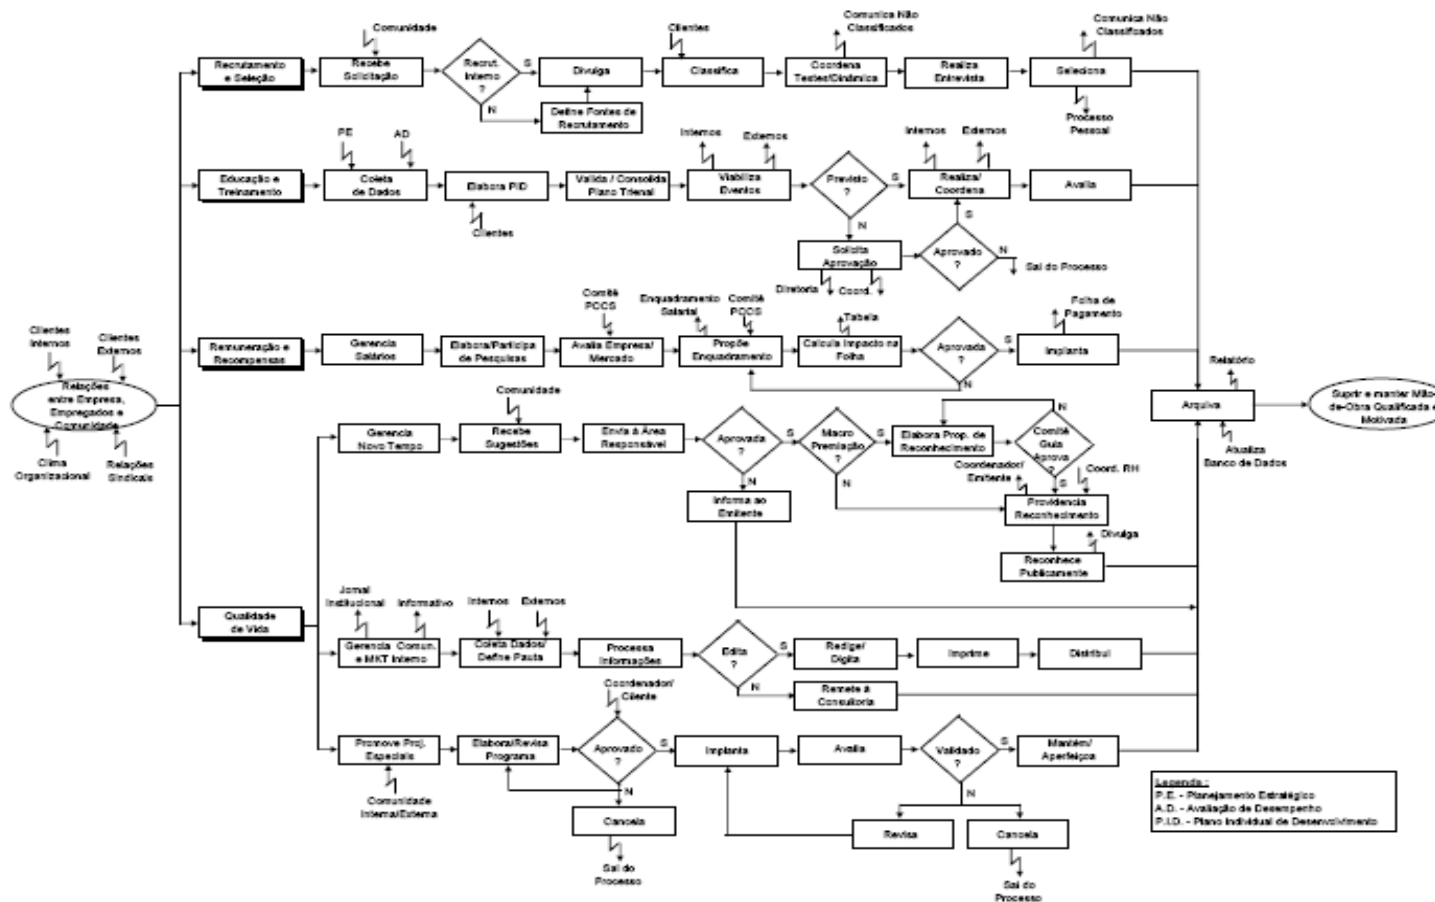 Comunidade
Clientes
Comunica Não
Classificados
Comunica Não
Classificados
Recrutamento
e Seleção
Recebe
Solicitação
Recrut.
Interno
?
S
N
Divulga
Define Fontes de
Recrutamento
Classifica
Coordena
Testes/Dinâmica
Realiza
Entrevista
Seleciona
Processo
Pessoal
PE
AD
Internos
Externos
Internos
Externos
Educação e
Treinamento
Coleta
de Dados
Elabora PID
Clientes
Valida / Consolida
Plano Trienal
Viabiliza
Eventos
Previsto
?
S
N
Realiza/
Coordena
Avalia
Solicita
Aprovação
Diretoria
Coord.
Aprovado
?
S
N
Sai do Processo
Comitê
PCCS
Enquadramento
Salarial
Comitê
PCCS
Tabela
Folha de
Pagamento
Remuneração e
Recompensas
Gerencia
Salários
Elabora/Participa
de Pesquisas
Avalia Empresa/
Mercado
Propõe
Enquadramento
Calcula Impacto na
Folha
Aprovada
?
S
N
Implanta
Clientes
Internos
Clientes
Externos
Relações
entre Empresa,
Empregados e
Comunidade
Clima
Organizacional
Relações
Sindicais
Relatório
Arquiva
Atualiza
Banco de Dados
Suprir e manter Mão-
de-Obra Qualificada e
Motivada
Comunidade
Gerencia
Novo Tempo
Recebe
Sugestões
Envia à Área
Responsável
Aprovada
?
S
N
Macro
Premiação
?
S
N
Elabora Prop. de
Reconhecimento
Comitê
Guia
Aprova
?
N
S
Coordenador/
Emitente
Coord. RH
Informa ao
Emitente
Providencia
Reconhecimento
Divulga
Reconhece
Publicamente
Qualidade
de Vida
Jornal
Institucional
Informativo
Internos
Externos
Gerencia Comun.
e MKT Interno
Coleta Dados/
Define Pauta
Processa
Informações
Edita
?
S
N
Redige/
Digita
Imprime
Distribui
Remete à
Consultoria
Coordenador/
Cliente
Promove Proj.
Especiais
Comunidade
Interna/Externa
Elabora/Revisa
Programa
Aprovado
?
S
N
Implanta
Avalia
Validado
?
S
N
Mantém/
Aperfeiçoa
Cancela
Sai do
Processo
Revisa
Cancela
Sai do
Processo
Legenda :
P.E. - Planejamento Estratégico
A.D. - Avaliação de Desempenho
P.I.D. - Plano Individual de Desenvolvimento